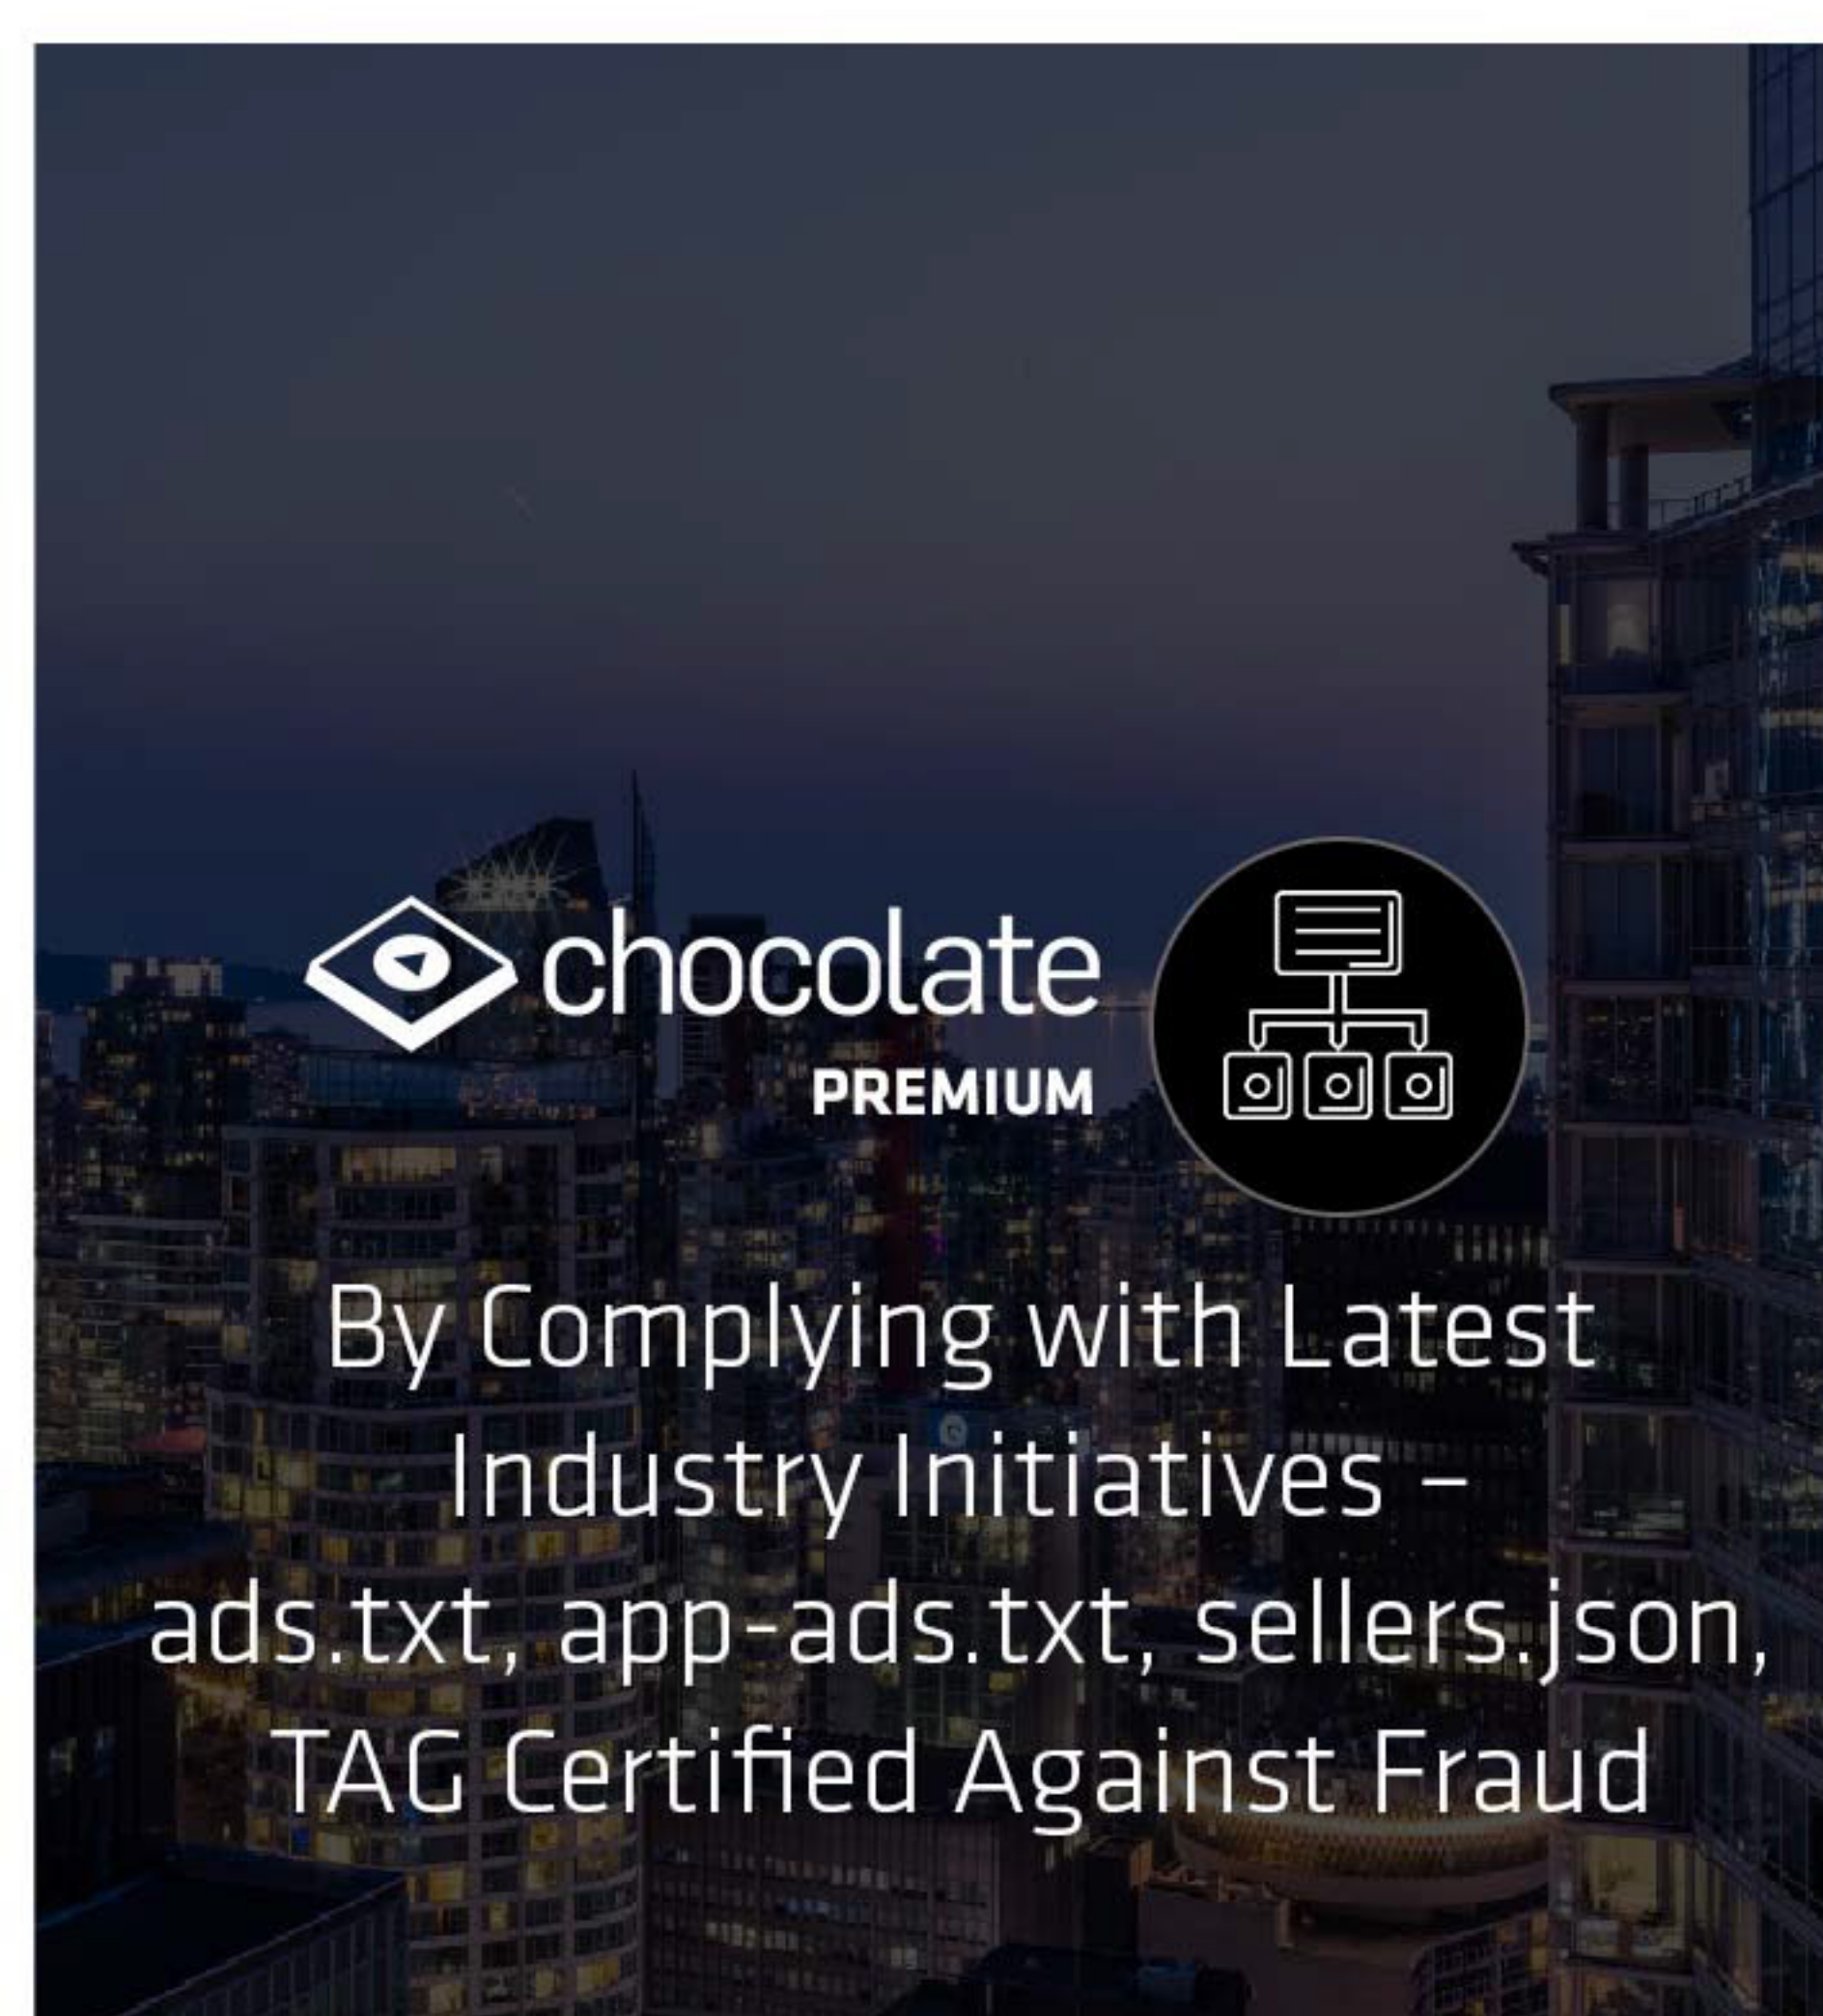 chocolate
PREMIUM
By Complying with Latest
Industry Initiatives –
ads.txt, app-ads.txt, sellers.json,
TAG Certified Against Fraud